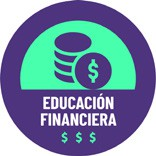 $
EDUCACIÓN
FINANCIERA
$ $ $